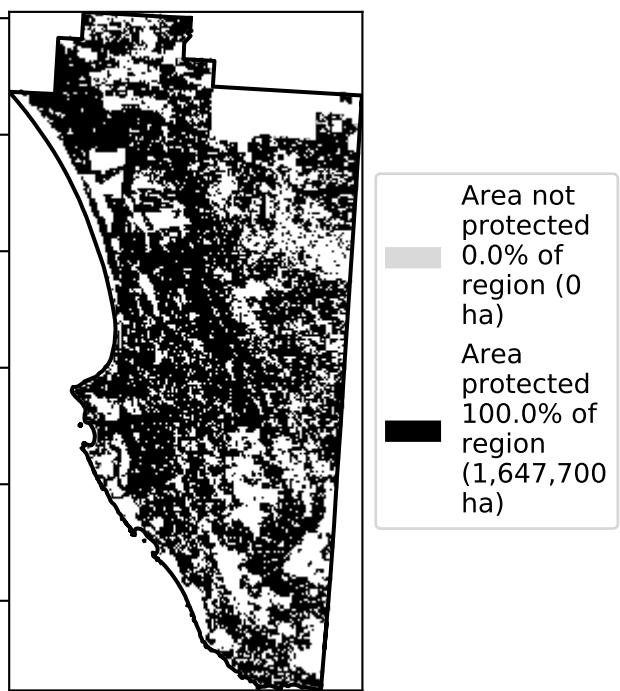 Area not
protected
0.0% of
region (0
ha)
Area
protected
100.0% of
region
(1,647,700
ha)